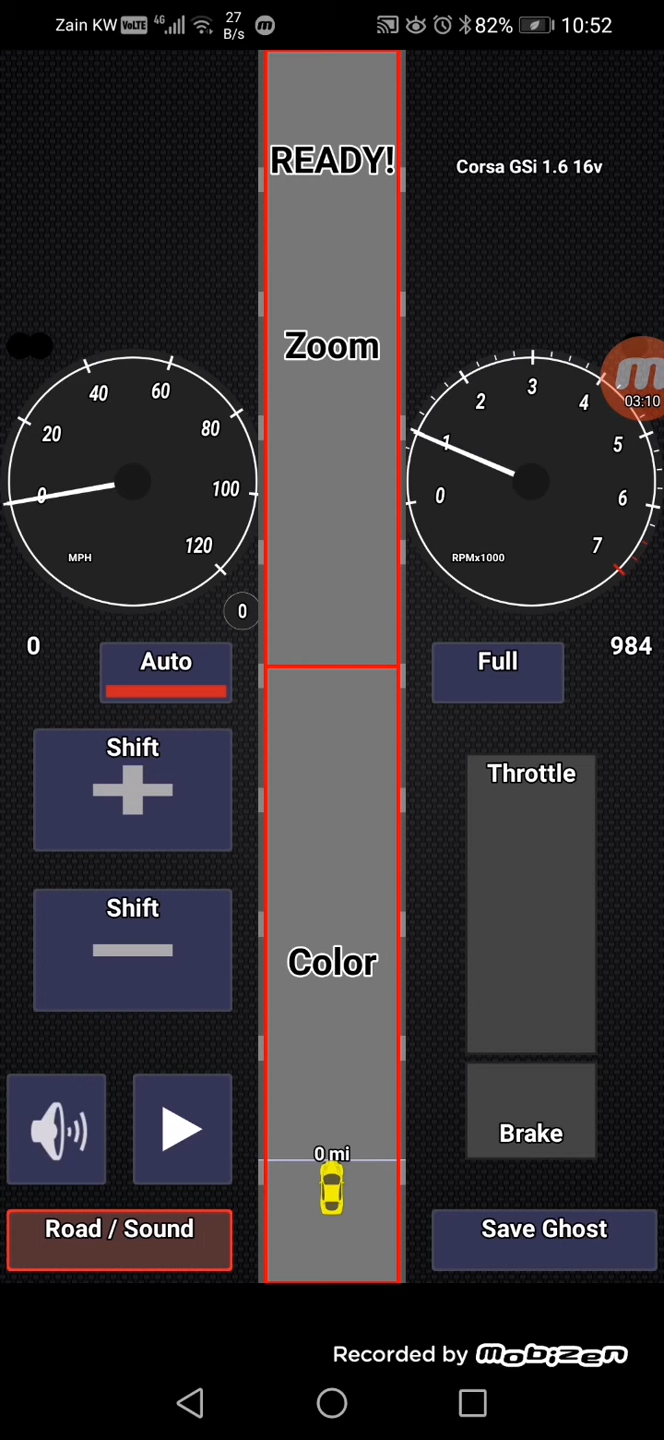 Zain KW VoLTE 4G 27 B/s 82% 10:52
READY!
Corsa GSi 1.6 16v
Zoom
0 20 40 60 80 100 120
MPH
0 1 2 3 4 5 6 7
RPMx1000
03:10
0
0
Auto
Full
984
Shift
Throttle
Shift
Color
Brake
0 mi
Road / Sound
Save Ghost
Recorded by mobizen